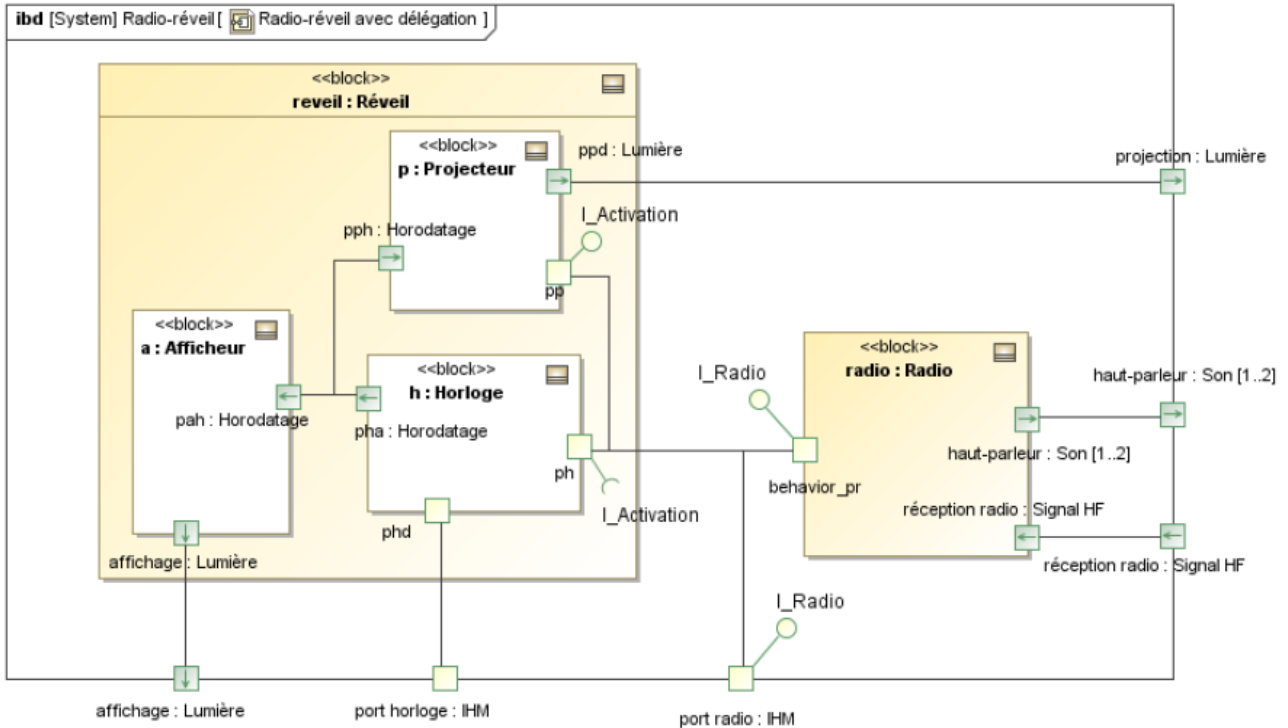 ibd [System] Radio-réveil[ Radio-réveil avec délégation ]
<<block>>
reveil : Réveil
<<block>>
p : Projecteur
ppd : Lumière
projection : Lumière
I_Activation
pph : Horodatage
pp
<<block>>
a : Afficheur
<<block>>
h : Horloge
<<block>>
radio : Radio
I_Radio
haut-parleur : Son [1..2]
pah : Horodatage
pha : Horodatage
haut-parleur : Son [1..2]
ph
behavior_pr
I_Activation
réception radio : Signal HF
phd
affichage : Lumière
réception radio : Signal HF
I_Radio
affichage : Lumière
port horloge : IHM
port radio : IHM